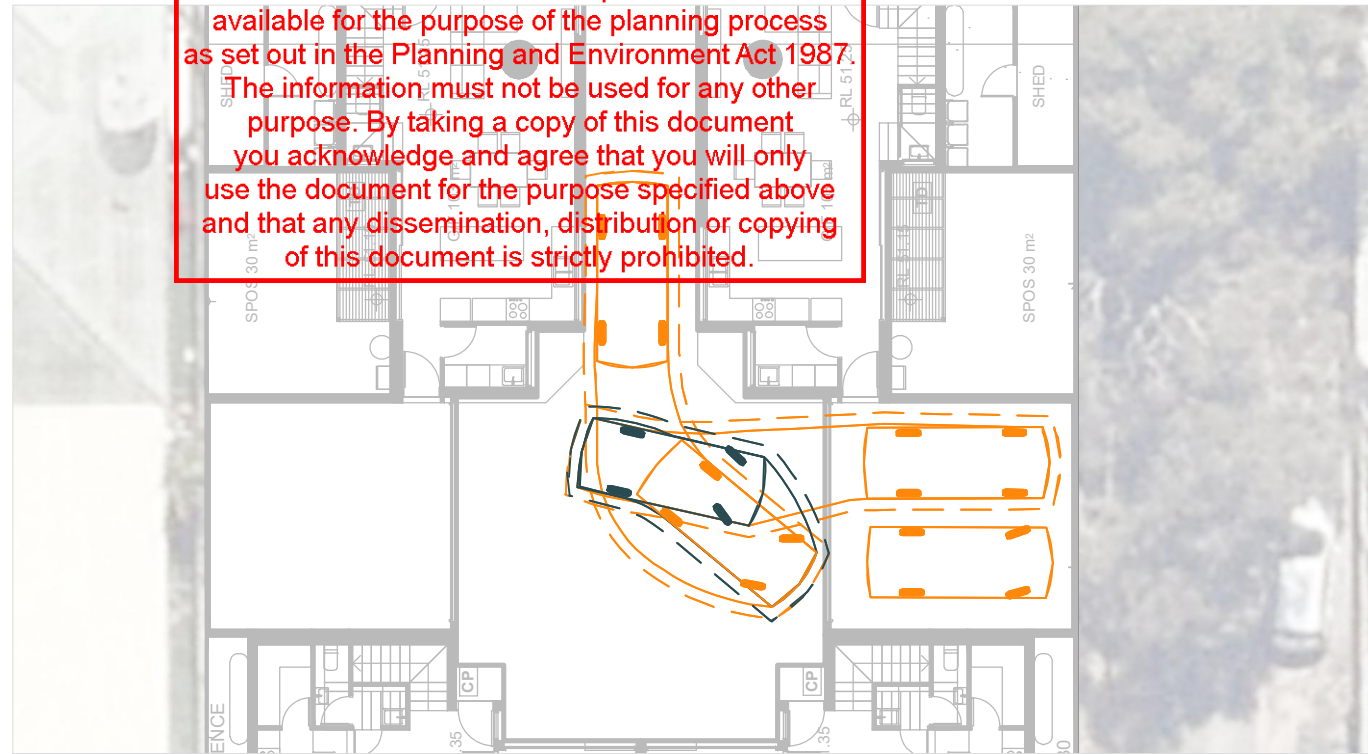 available for the purpose of the planning process
as set out in the Planning and Environment Act 1987.
The information must not be used for any other
purpose. By taking a copy of this document
you acknowledge and agree that you will only
use the document for the purpose specified above
and that any dissemination, distribution or copying
of this document is strictly prohibited.
SHED
SHED
SPOS 30 m²
SPOS 30 m²
CP
CP
ENCE
.35